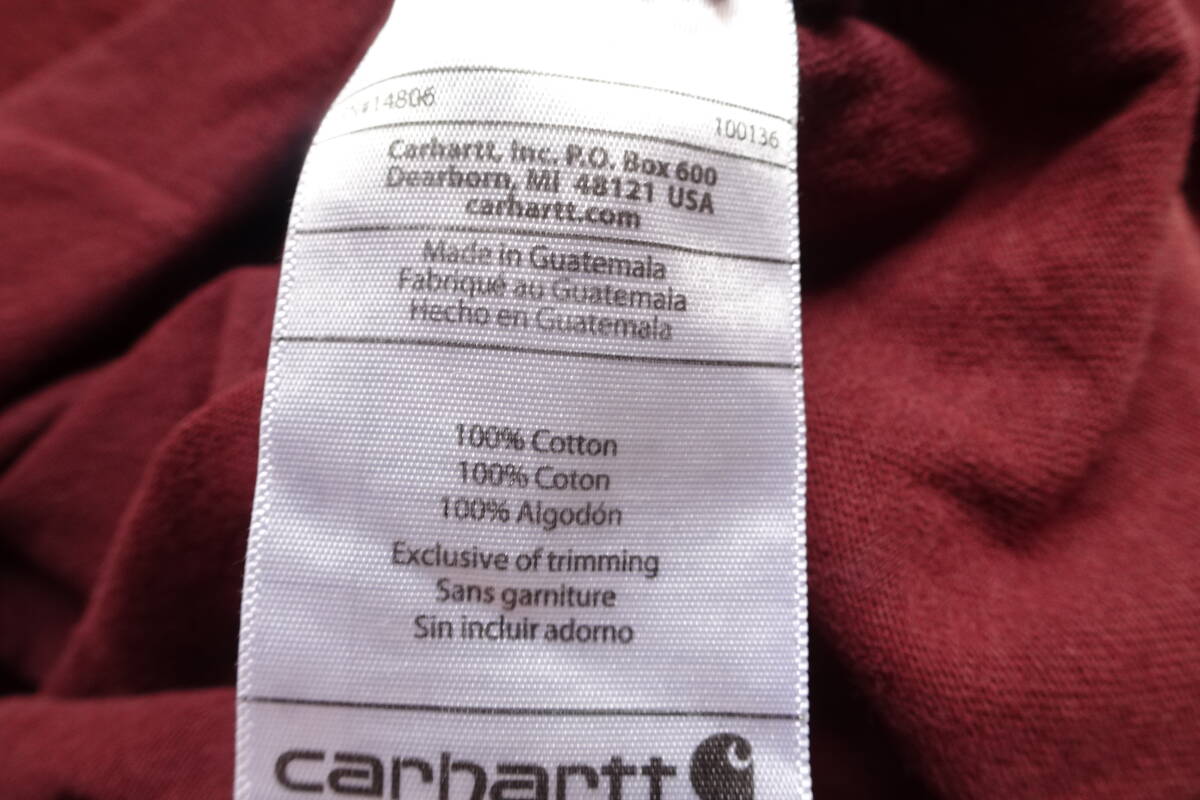 #14806
100136
Carhartt, Inc. P.O. Box 600
Dearborn, MI 48121 USA
carhartt.com
Made in Guatemala
Fabriqué au Guatemala
Hecho en Guatemala
100% Cotton
100% Coton
100% Algodón
Exclusive of trimming
Sans garniture
Sin incluir adorno
carhartt